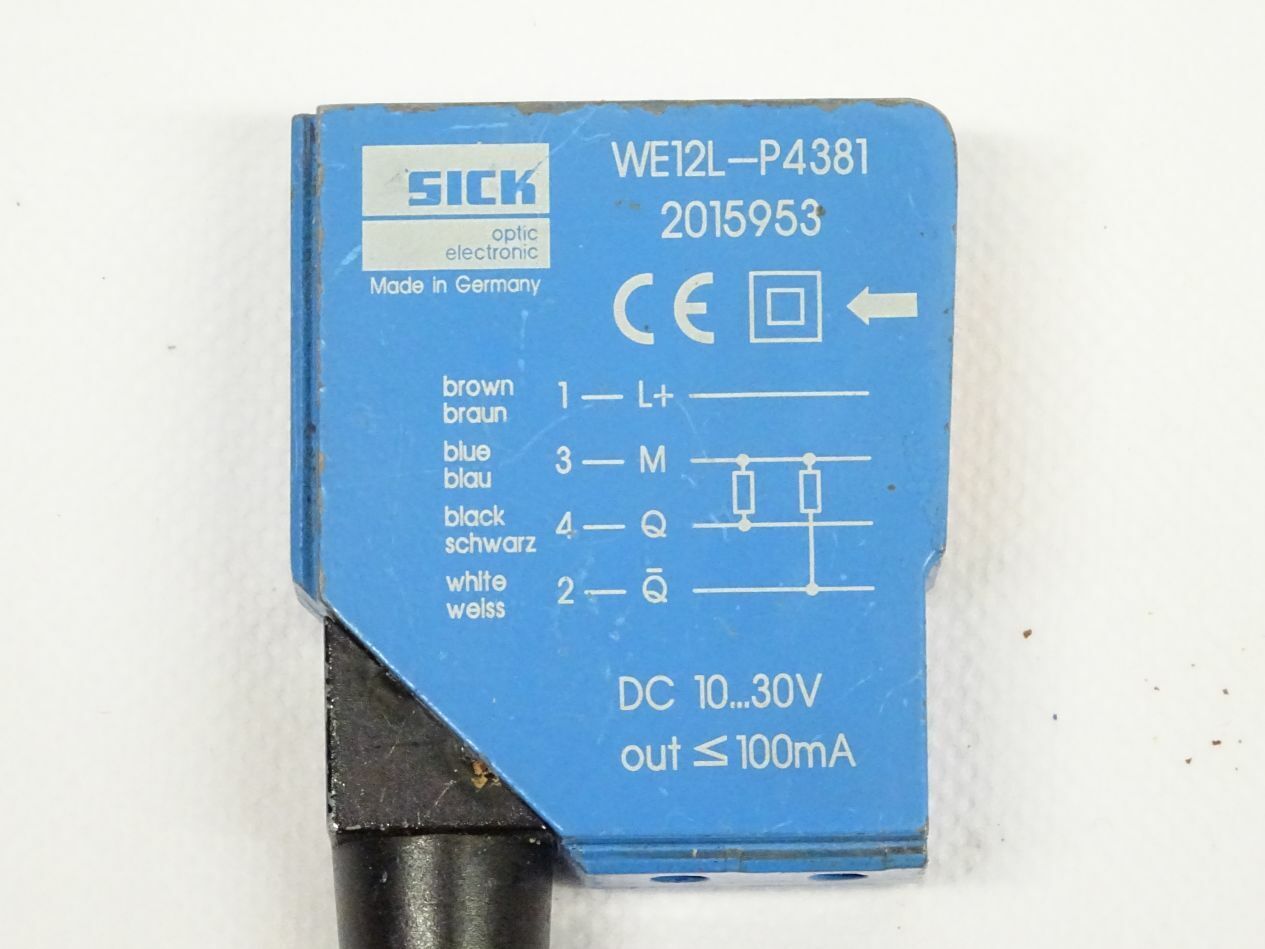 SICK
optic
electronic
Made in Germany
WE12L–P4381
2015953
CE
brown
braun
1 — L+
blue
blau
3 — M
black
schwarz
4 — Q
white
weiss
2 — Q̄
DC 10...30V
out ≤ 100mA